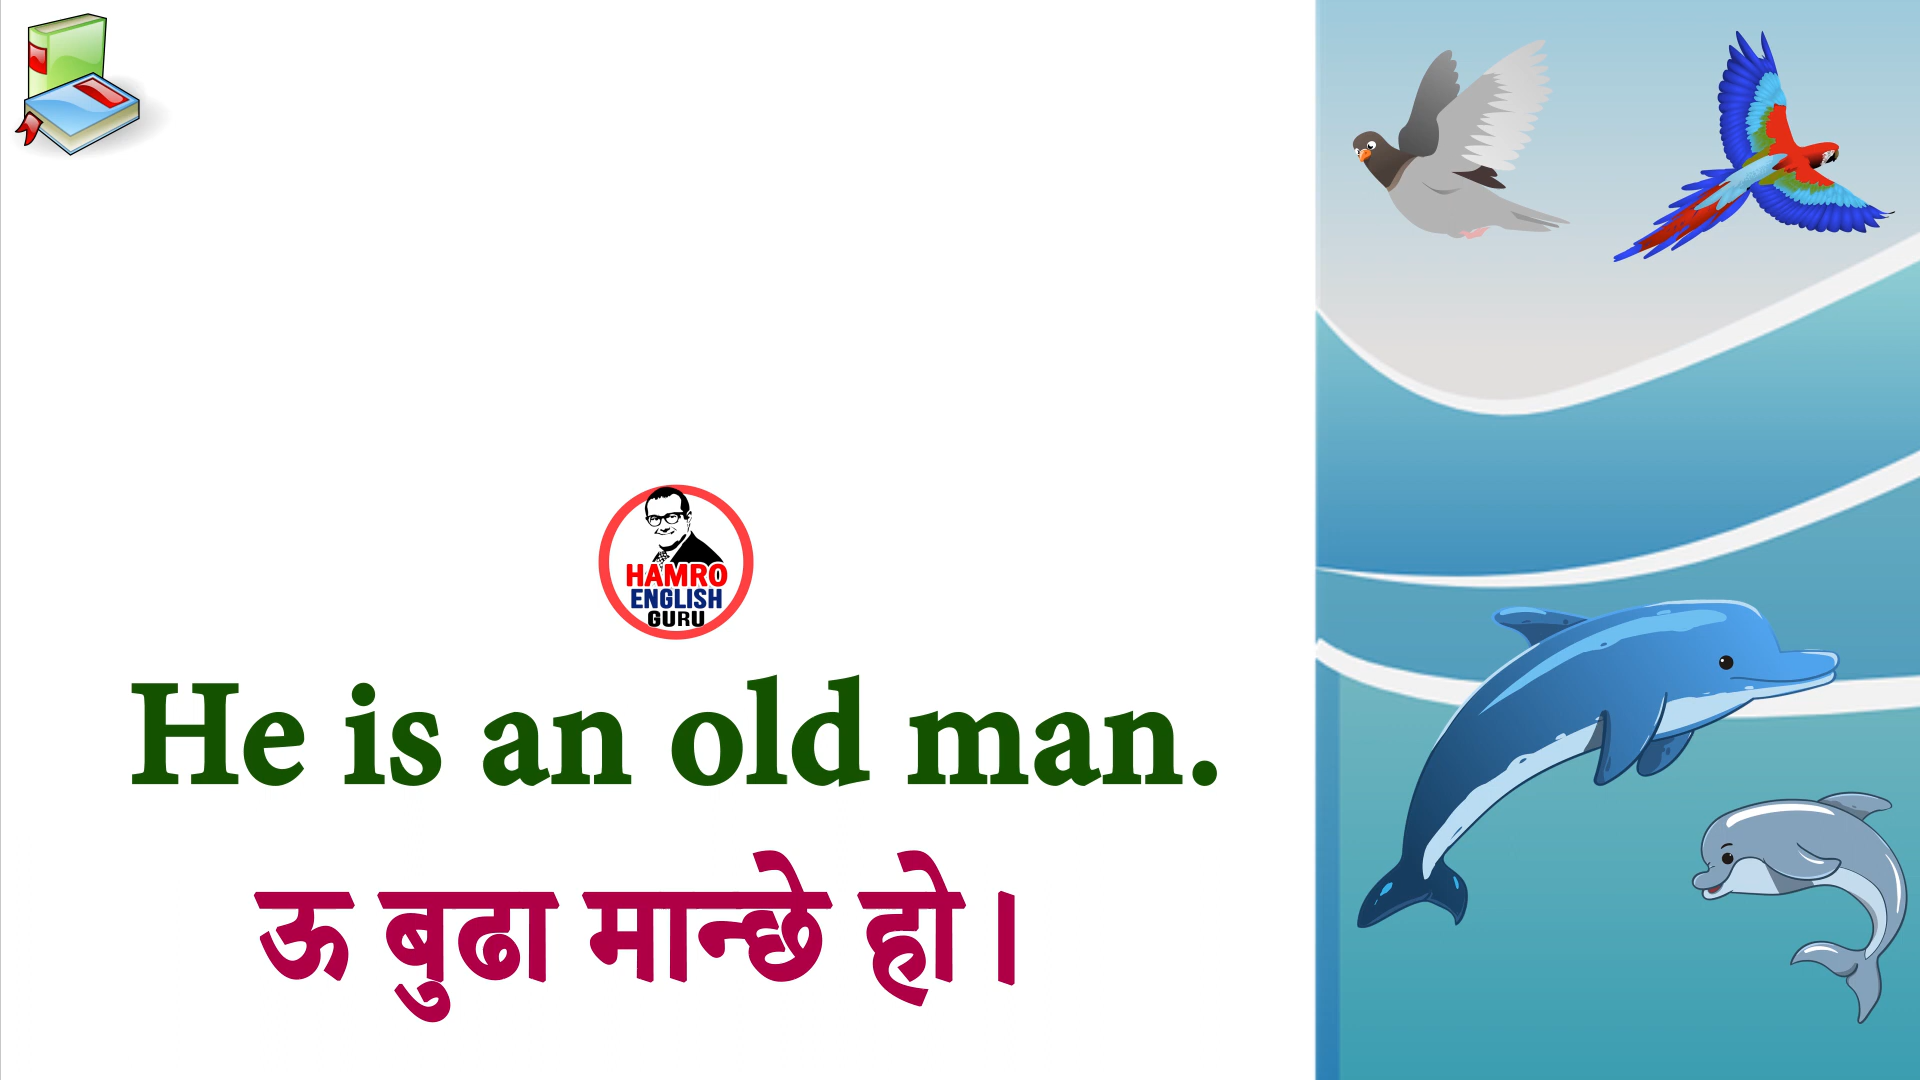 HAMRO
ENGLISH
GURU
He is an old man.
ऊ बुढा मान्छे हो।